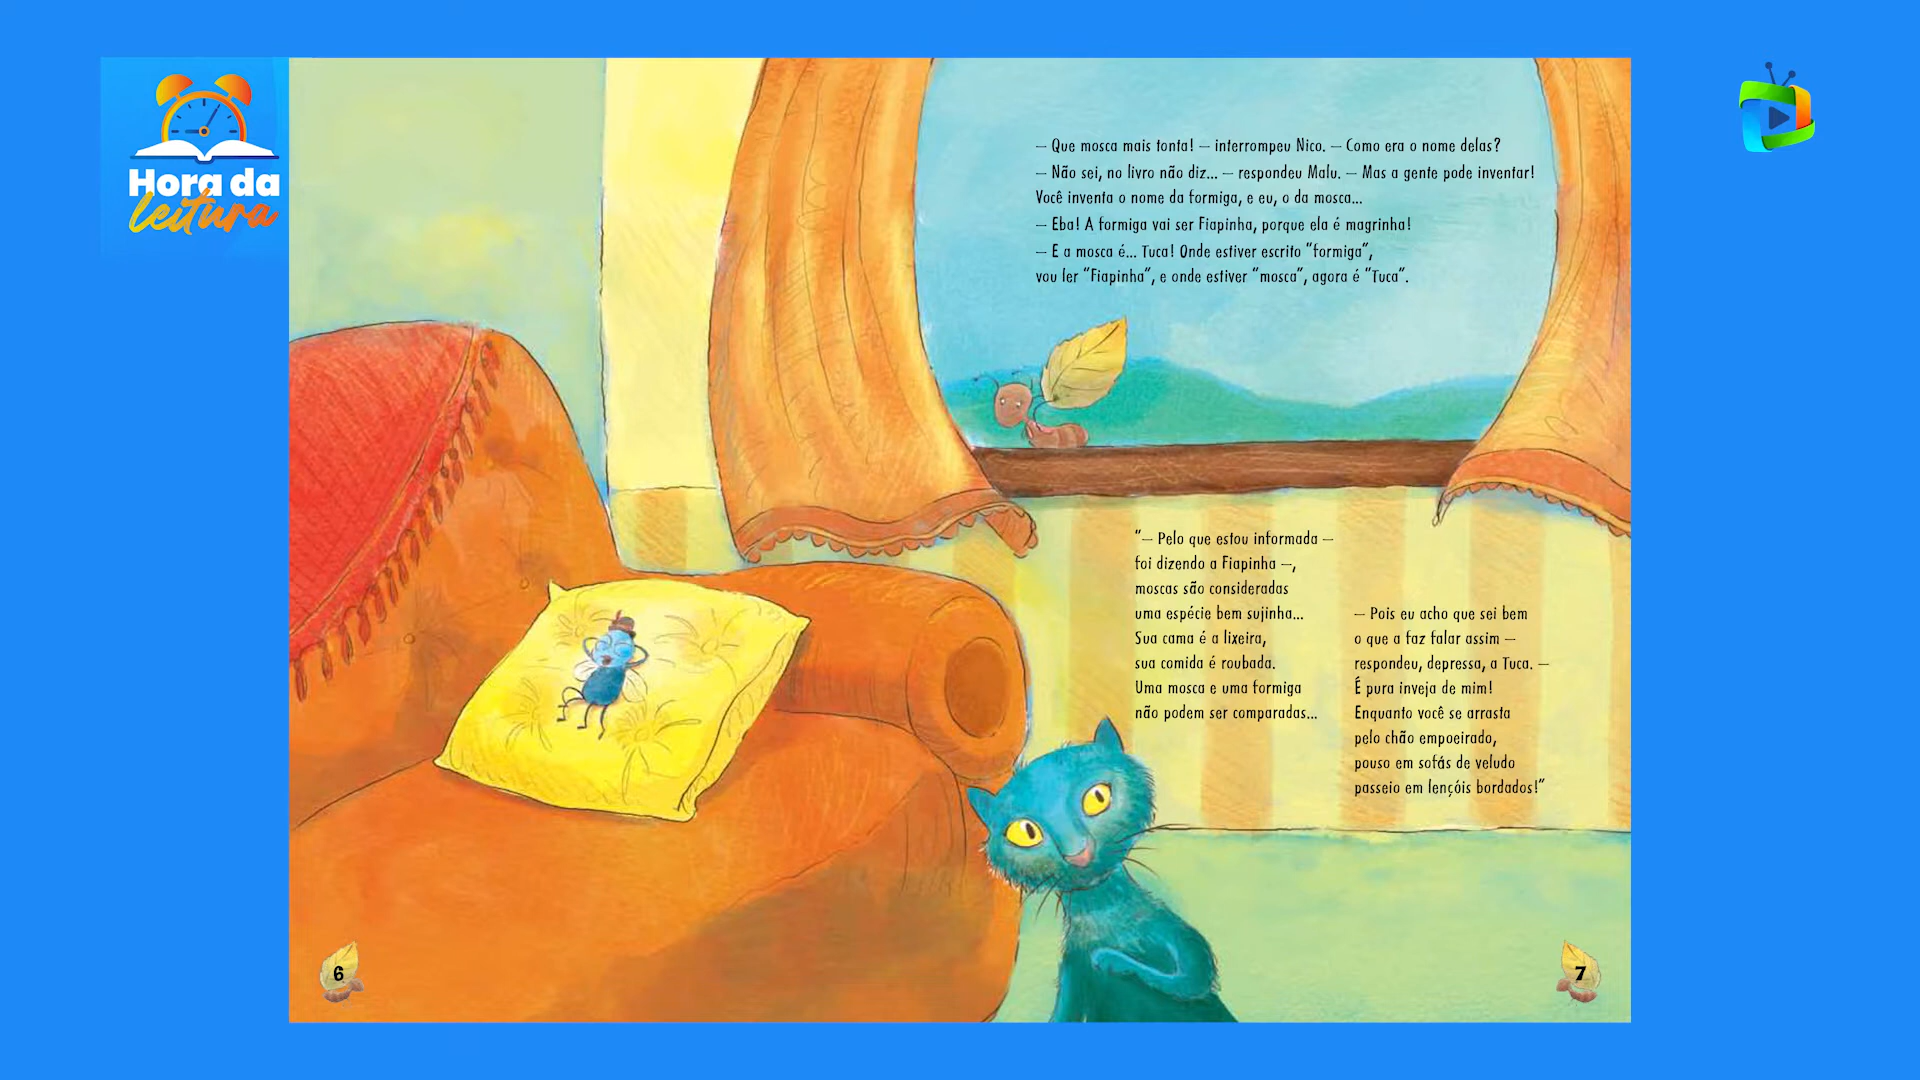 Hora da
leitura
– Que mosca mais tonta! – interrompeu Nico. – Como era o nome delas?
– Não sei, no livro não diz... – respondeu Malu. – Mas a gente pode inventar!
Você inventa o nome da formiga, e eu, o da mosca...
– Eba! A formiga vai ser Fiapinha, porque ela é magrinha!
– E a mosca é... Tuca! Onde estiver escrito “formiga”,
vou ler “Fiapinha”, e onde estiver “mosca”, agora é “Tuca”.
“– Pelo que estou informada –
foi dizendo a Fiapinha –,
moscas são consideradas
uma espécie bem sujinha...
Sua cama é a lixeira,
sua comida é roubada.
Uma mosca e uma formiga
não podem ser comparadas...
– Pois eu acho que sei bem
o que a faz falar assim –
respondeu, depressa, a Tuca. –
É pura inveja de mim!
Enquanto você se arrasta
pelo chão empoeirado,
pouso em sofás de veludo
passeio em lençóis bordados!”
6
7